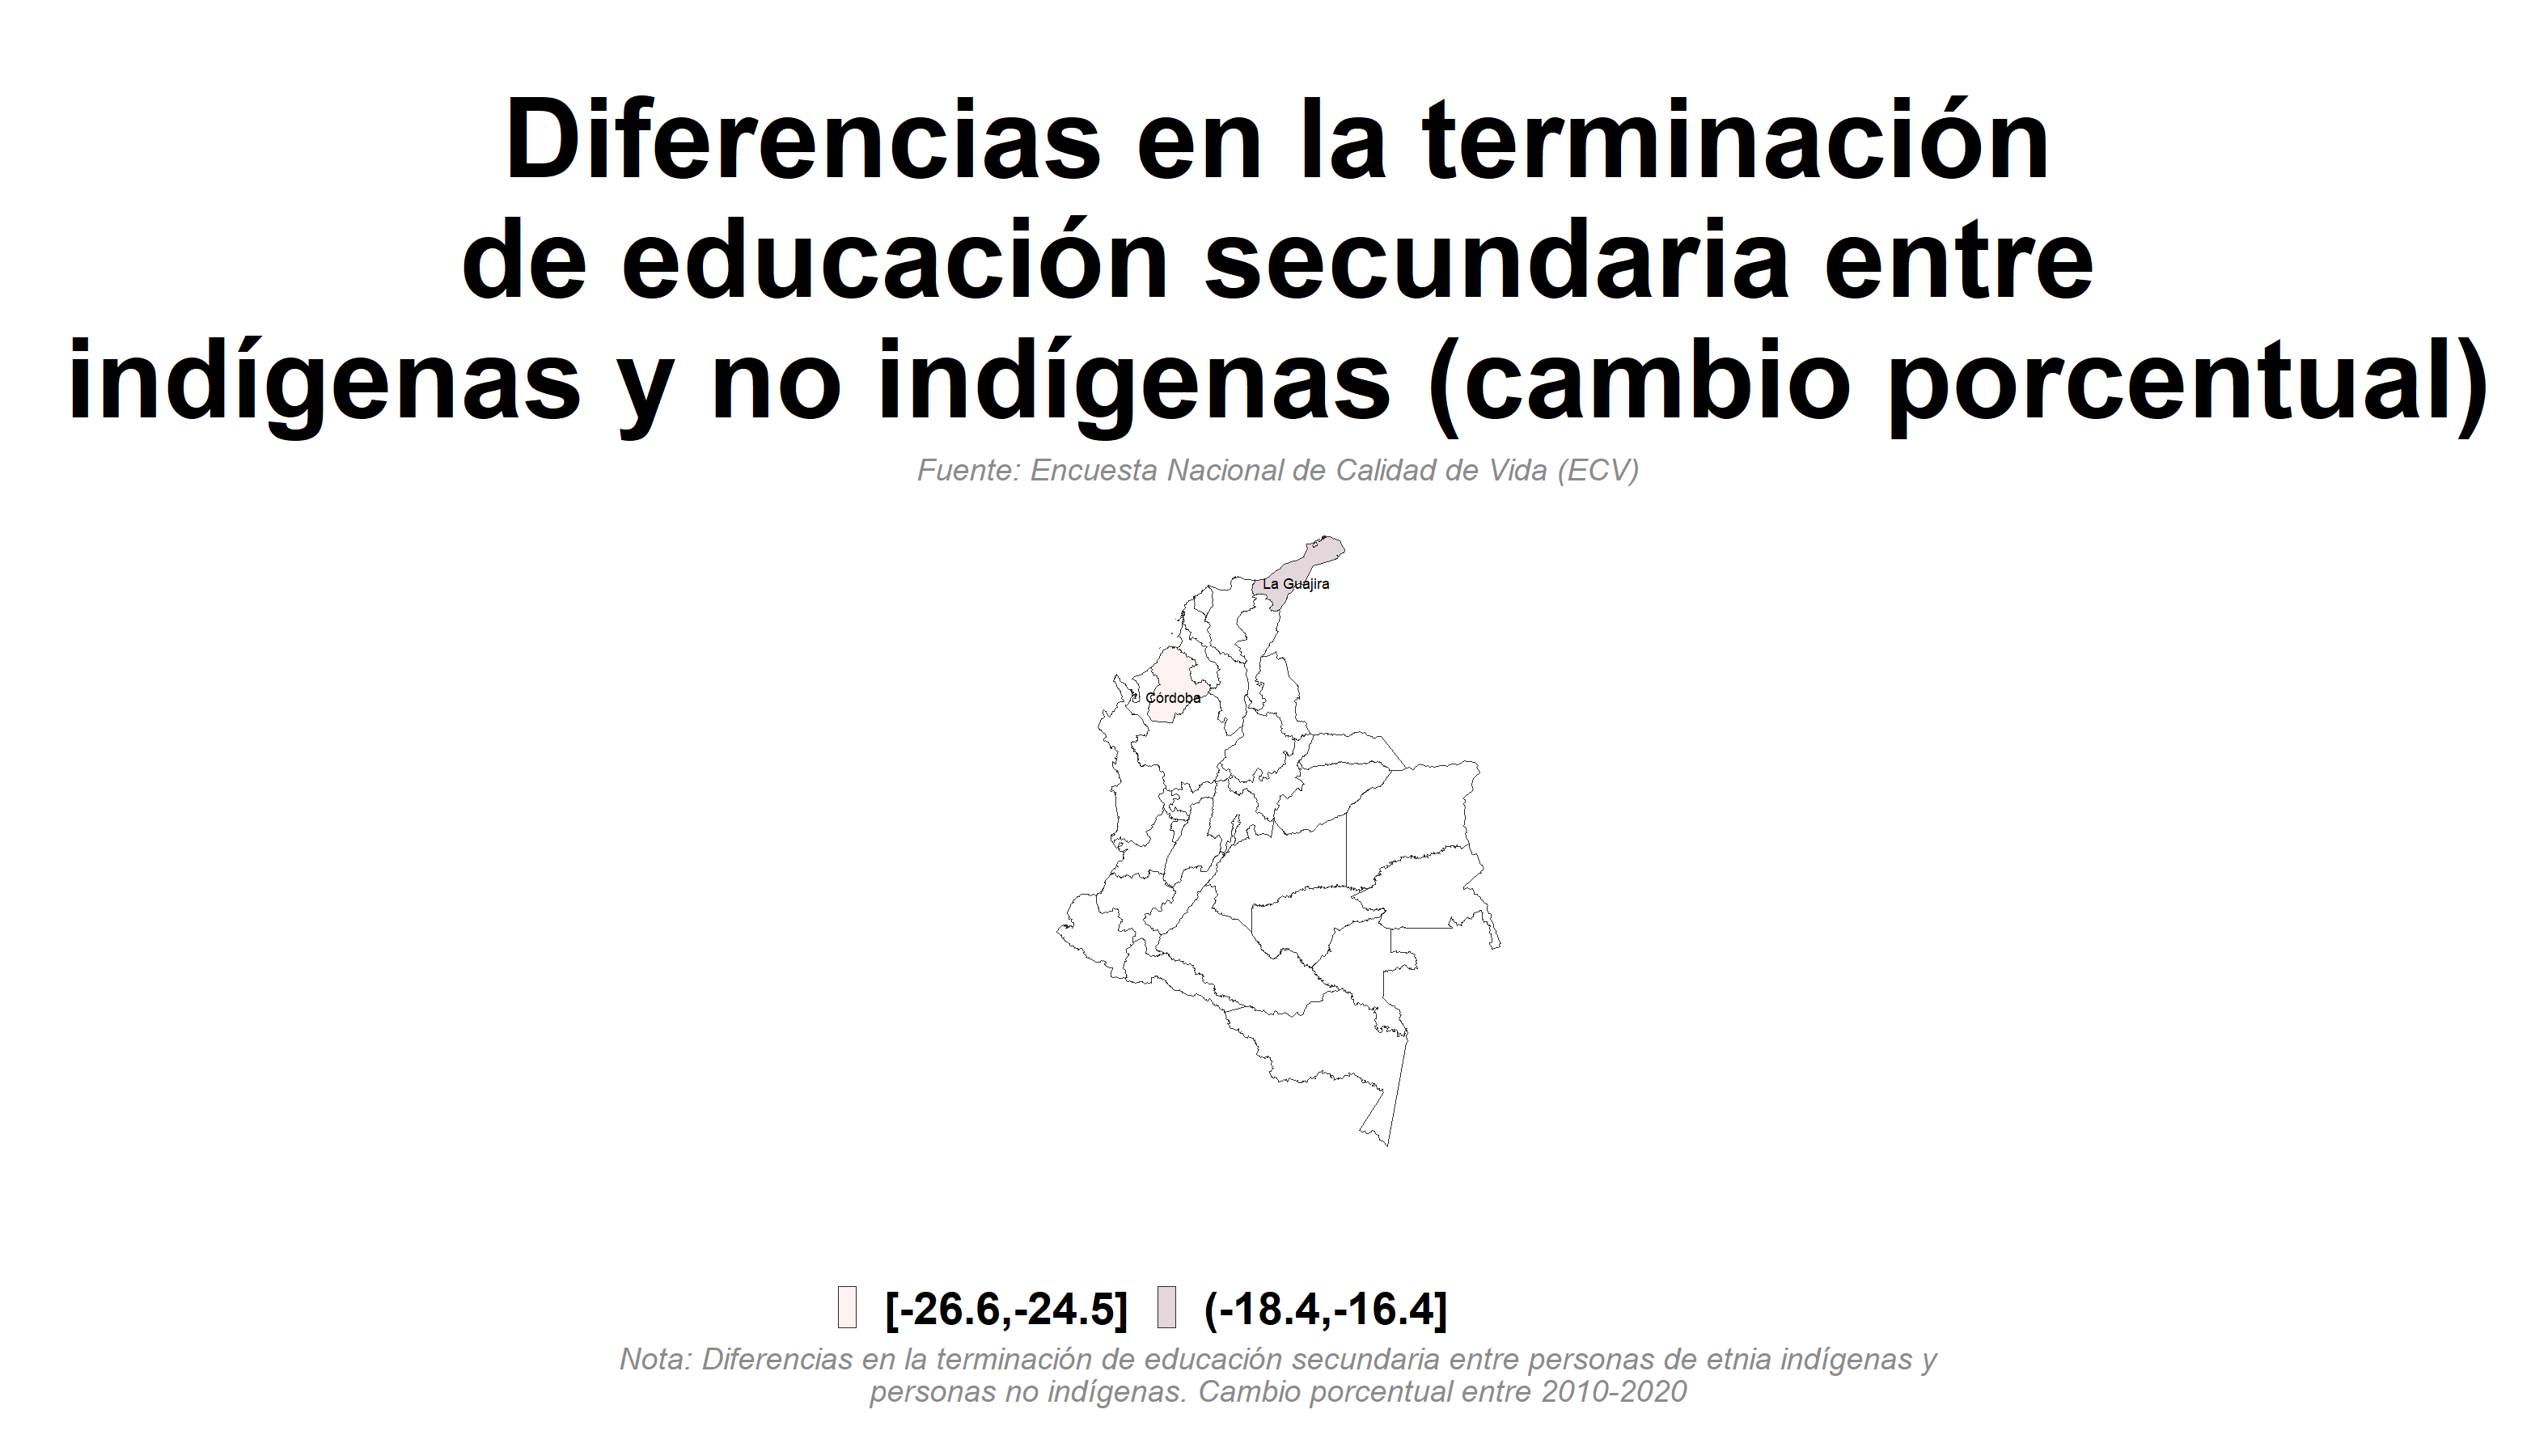 Diferencias en la terminación
de educación secundaria entre
indígenas y no indígenas (cambio porcentual)
Fuente: Encuesta Nacional de Calidad de Vida (ECV)
La Guajira
Córdoba
[-26.6,-24.5] (-18.4,-16.4]
Nota: Diferencias en la terminación de educación secundaria entre personas de etnia indígenas y
personas no indígenas. Cambio porcentual entre 2010-2020